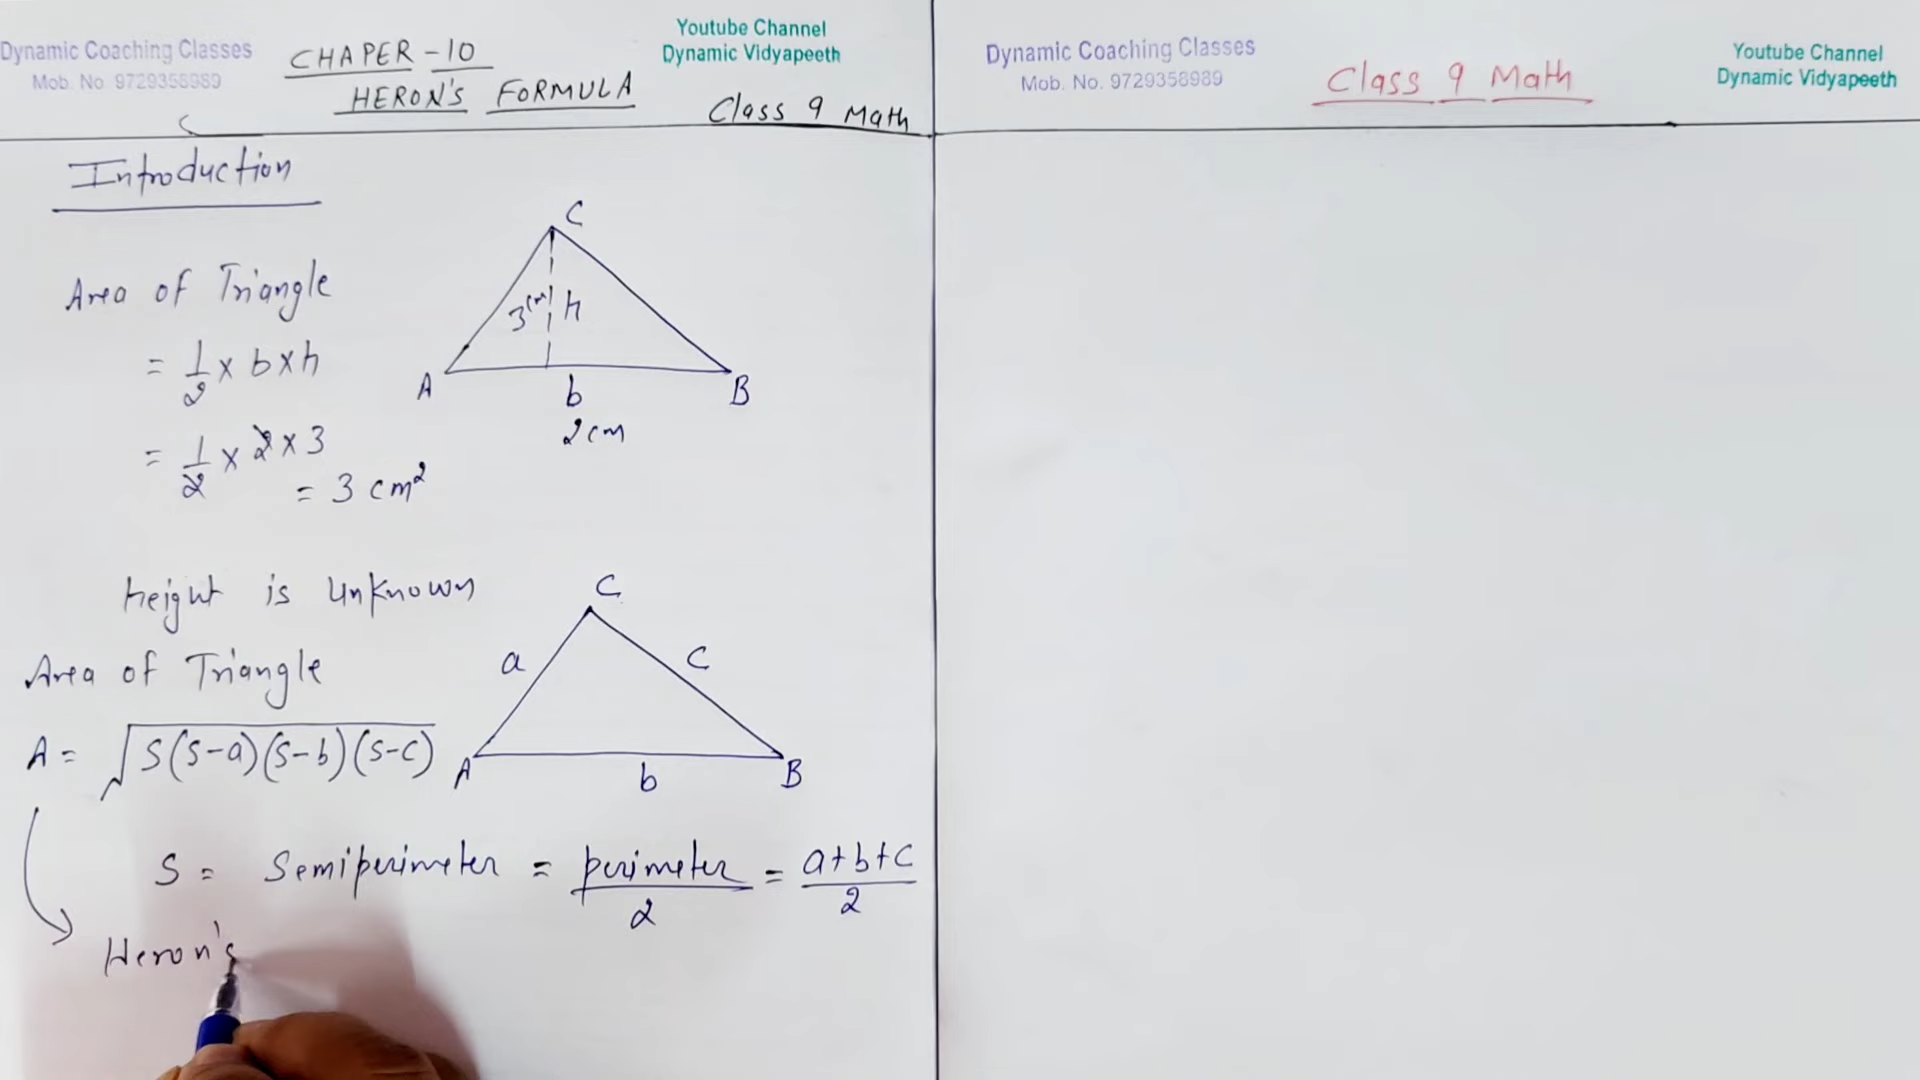 Dynamic Coaching Classes
Mob. No. 9729358989
CHAPER-10
HERON'S FORMULA
Youtube Channel
Dynamic Vidyapeeth
Class 9 Math
Introduction
Area of Triangle
= 1/2 × b × h
= 1/2 × 2 × 3
= 3 cm²
C
3 cm h
A
b
B
2 cm
Height is Unknown
Area of Triangle
A = √S(S-a)(S-b)(S-c)
C
a
C
A
b
B
S = Semiperimeter = perimeter/2 = a+b+c/2
Heron's
Dynamic Coaching Classes
Mob. No. 9729358989
Class 9 Math
Youtube Channel
Dynamic Vidyapeeth